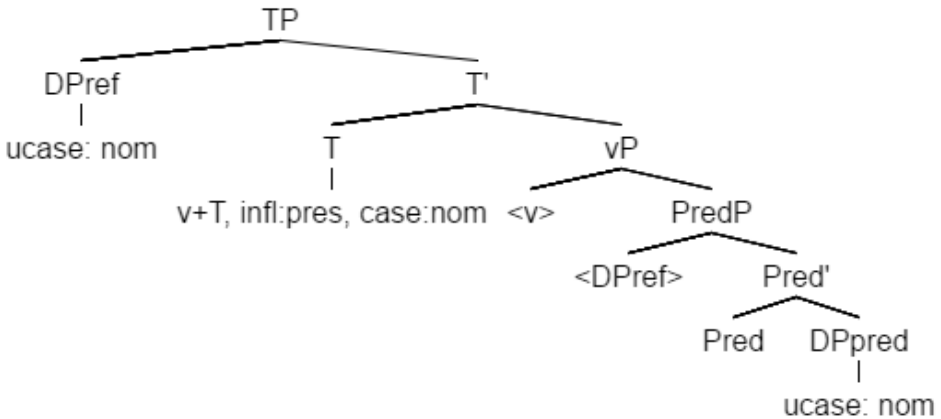 TP
DPref T'
ucase: nom T vP
v+T, infl:pres, case:nom <v> PredP
<DPref> Pred'
Pred DPpred
ucase: nom